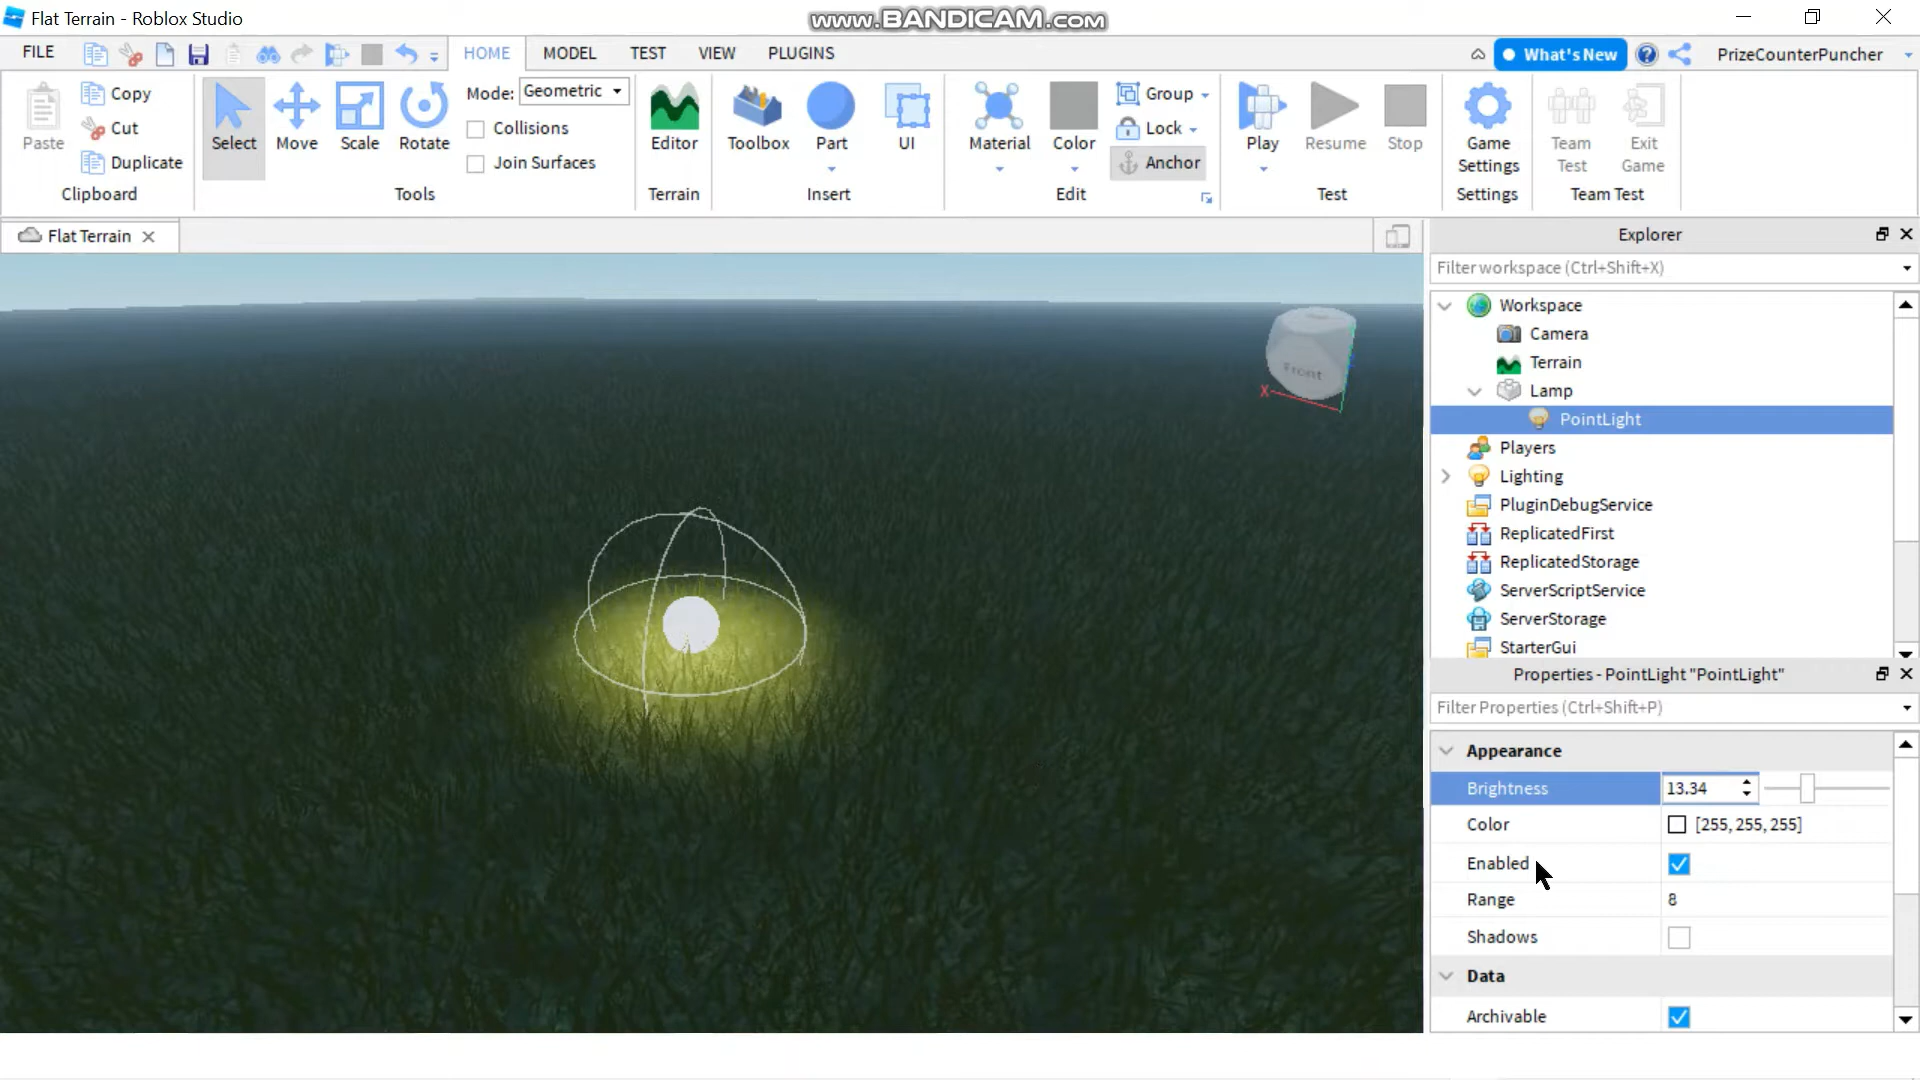 Flat Terrain - Roblox Studio
www.BANDICAM.com
FILE
HOME
MODEL
TEST
VIEW
PLUGINS
What's New
PrizeCounterPuncher
Paste
Copy
Cut
Duplicate
Clipboard
Select
Move
Scale
Rotate
Mode: Geometric
Collisions
Join Surfaces
Tools
Editor
Terrain
Toolbox
Part
UI
Insert
Material
Color
Group
Lock
Anchor
Edit
Play
Resume
Stop
Test
Game Settings
Settings
Team Test
Exit Game
Team Test
Flat Terrain
Front
X
Explorer
Filter workspace (Ctrl+Shift+X)
Workspace
Camera
Terrain
Lamp
PointLight
Players
Lighting
PluginDebugService
ReplicatedFirst
ReplicatedStorage
ServerScriptService
ServerStorage
StarterGui
Properties - PointLight "PointLight"
Filter Properties (Ctrl+Shift+P)
Appearance
Brightness 13.34
Color [255, 255, 255]
Enabled
Range 8
Shadows
Data
Archivable